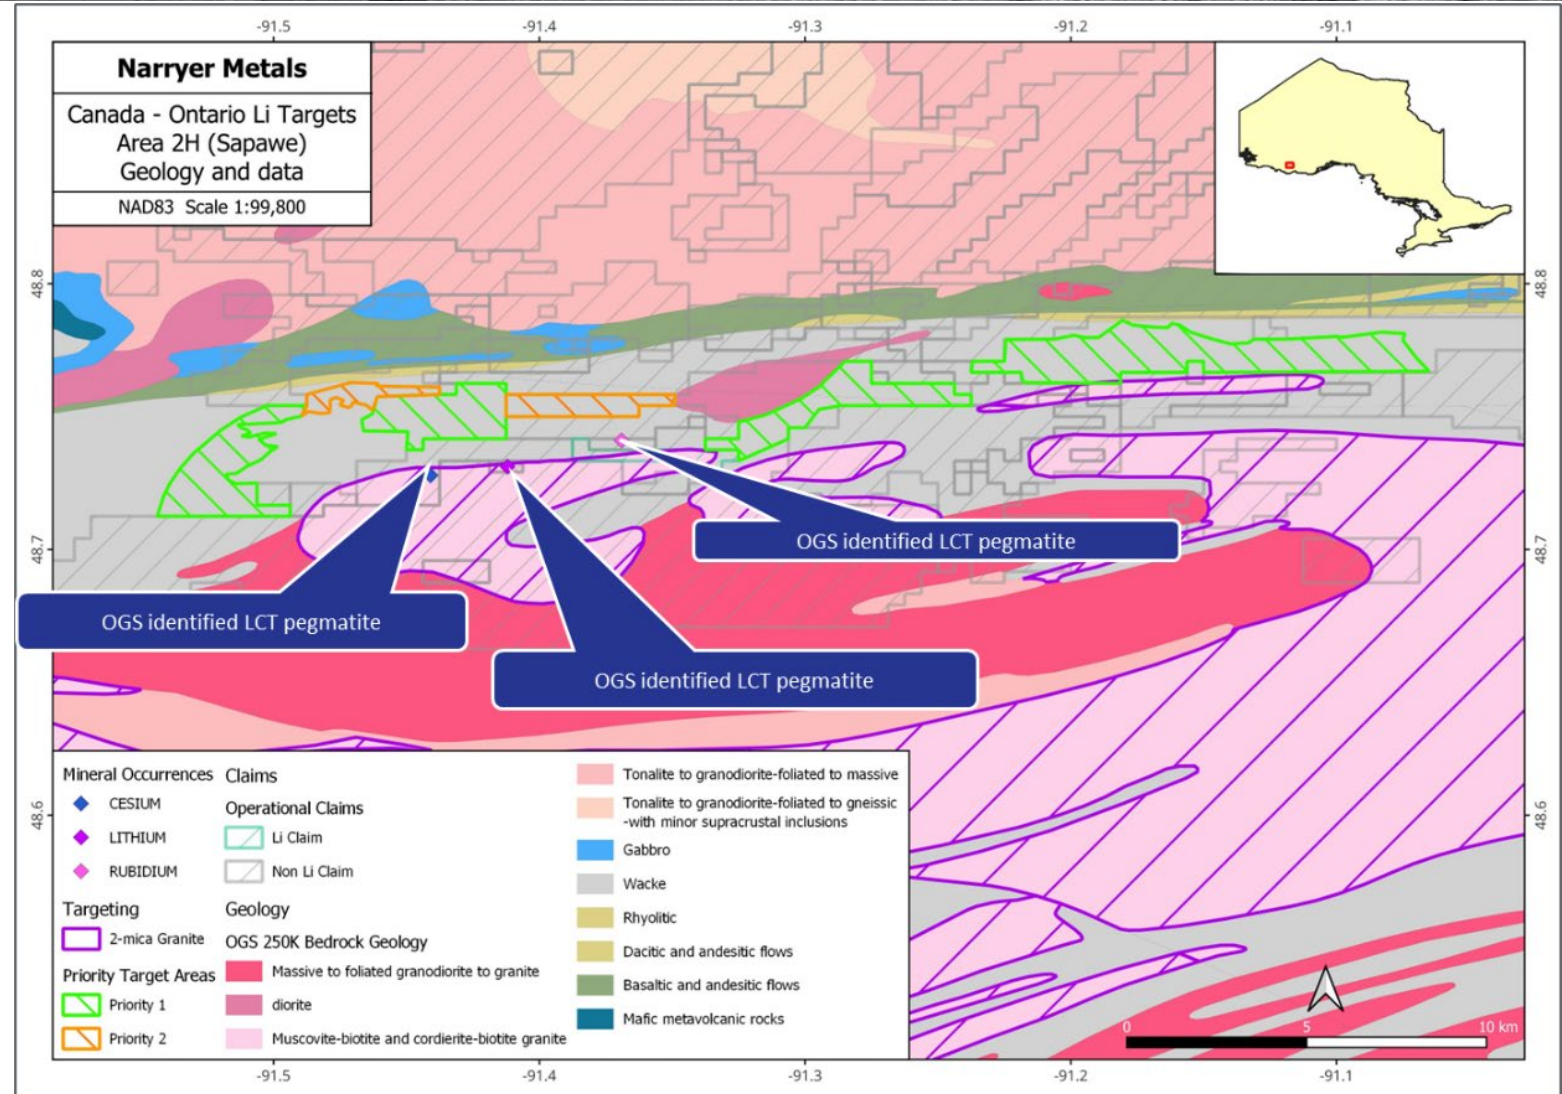 -91.5
-91.4
-91.3
-91.2
-91.1
Narryer Metals
Canada - Ontario Li Targets
Area 2H (Sapawe)
Geology and data
NAD83 Scale 1:99,800
48.8
48.8
48.7
48.7
OGS identified LCT pegmatite
OGS identified LCT pegmatite
OGS identified LCT pegmatite
48.6
48.6
Mineral Occurrences
CESIUM
LITHIUM
RUBIDIUM
Targeting
2-mica Granite
Priority Target Areas
Priority 1
Priority 2
Claims
Operational Claims
Li Claim
Non Li Claim
Geology
OGS 250K Bedrock Geology
Massive to foliated granodiorite to granite
diorite
Muscovite-biotite and cordierite-biotite granite
Tonalite to granodiorite-foliated to massive
Tonalite to granodiorite-foliated to gneissic
-with minor supracrustal inclusions
Gabbro
Wacke
Rhyolitic
Dacitic and andesitic flows
Basaltic and andesitic flows
Mafic metavolcanic rocks
0
5
10 km
-91.5
-91.4
-91.3
-91.2
-91.1